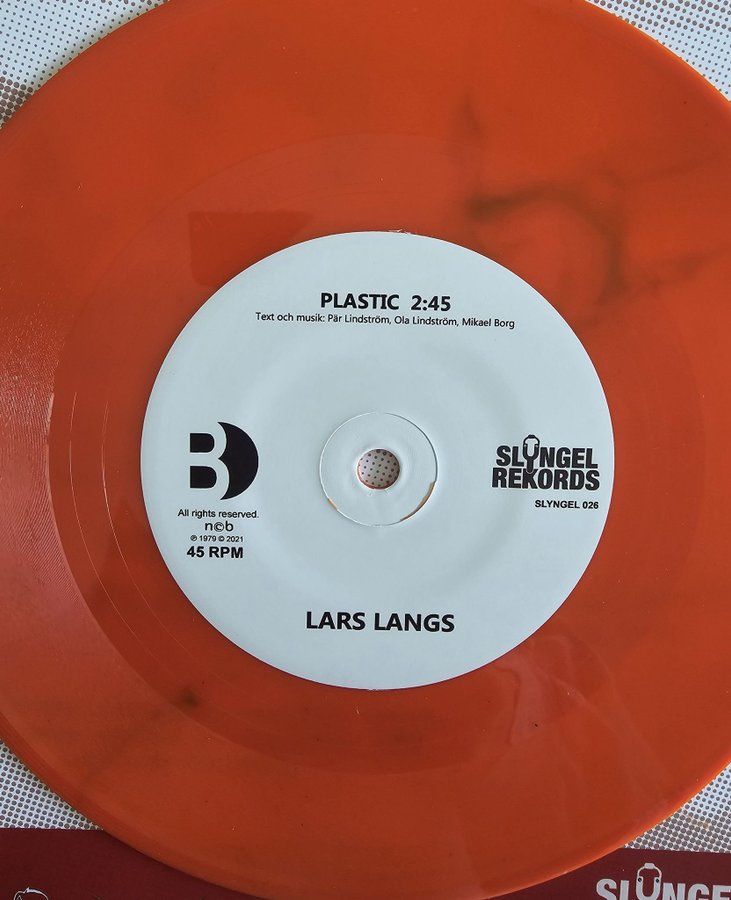 PLASTIC 2:45
Text och musik: Pär Lindström, Ola Lindström, Mikael Borg
B
All rights reserved.
n©b
℗ 1979 © 2021
45 RPM
SLYNGEL
REKORDS
SLYNGEL 026
LARS LANGS
SLYNGE